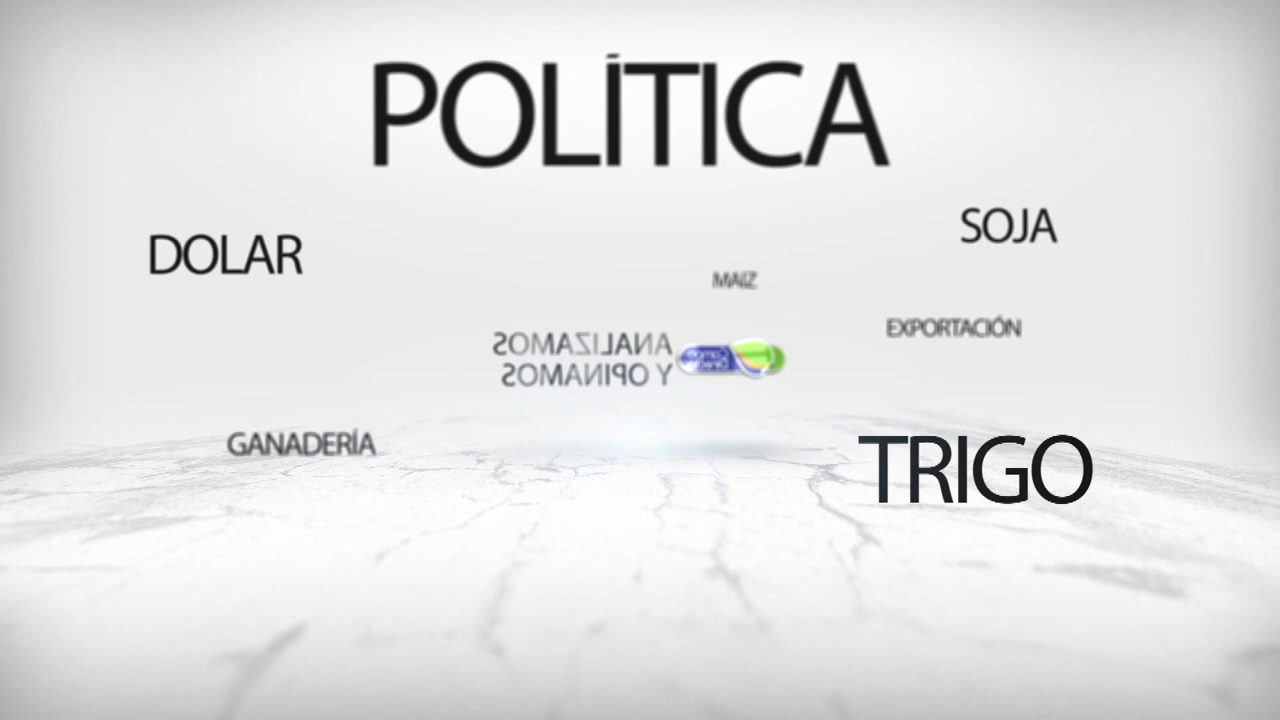 POLÍTICA
DOLAR
SOJA
MAIZ
EXPORTACIÓN
ANALIZAMOS
Y OPINAMOS
GANADERÍA
TRIGO